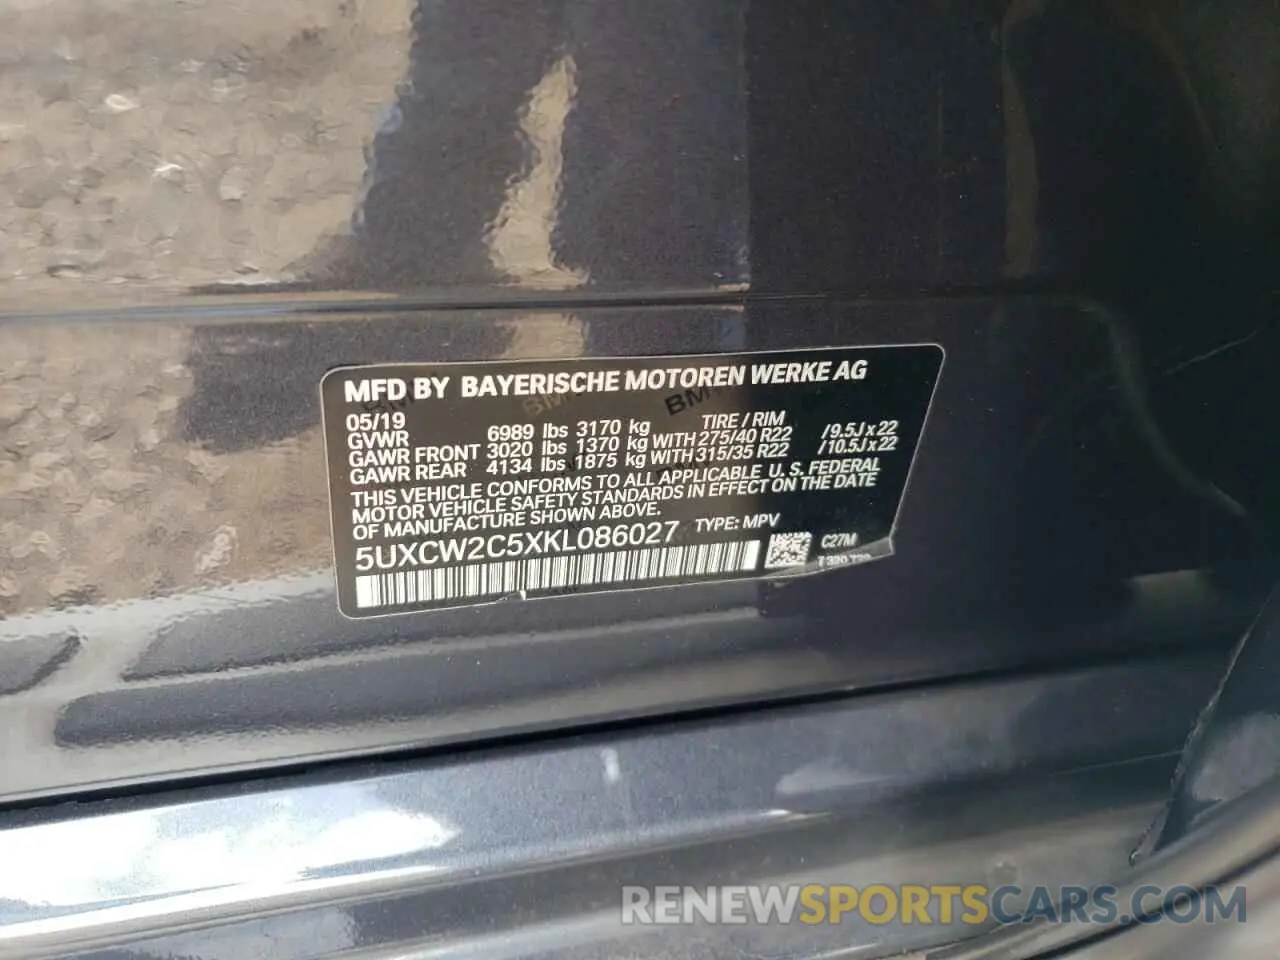 MFD BY BAYERISCHE MOTOREN WERKE AG
05/19 TIRE / RIM
GVWR 6989 lbs 3170 kg
GAWR FRONT 3020 lbs 1370 kg WITH 275/40 R22 /9.5J x 22
GAWR REAR 4134 lbs 1875 kg WITH 315/35 R22 /10.5J x 22
THIS VEHICLE CONFORMS TO ALL APPLICABLE U. S. FEDERAL
MOTOR VEHICLE SAFETY STANDARDS IN EFFECT ON THE DATE
OF MANUFACTURE SHOWN ABOVE.
5UXCW2C5XKL086027 TYPE: MPV
C27M
RENEWSPORTSCARS.COM